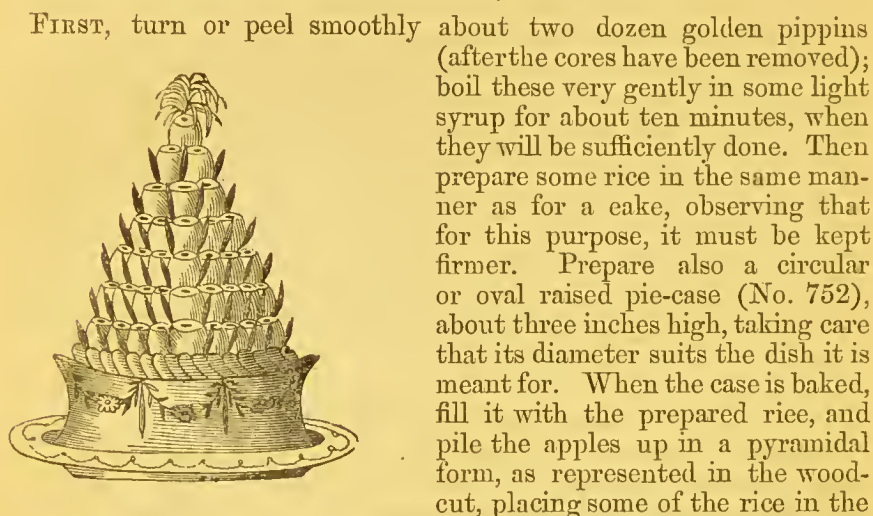 FIRST, turn or peel smoothly about two dozen golden pippins
(afterthe cores have been removed);
boil these very gently in some light
syrup for about ten minutes, when
they will be sufficiently done. Then
prepare some rice in the same man-
ner as for a eake, observing that
for this purpose, it must be kept
firmer. Prepare also a circular
or oval raised pie-case (No. 752),
about three inches high, taking care
that its diameter suits the dish it is
meant for. When the case is baked,
fill it with the prepared riee, and
pile the apples up in a pyramidal
form, as represented in the wood-
cut, placing some of the rice in the